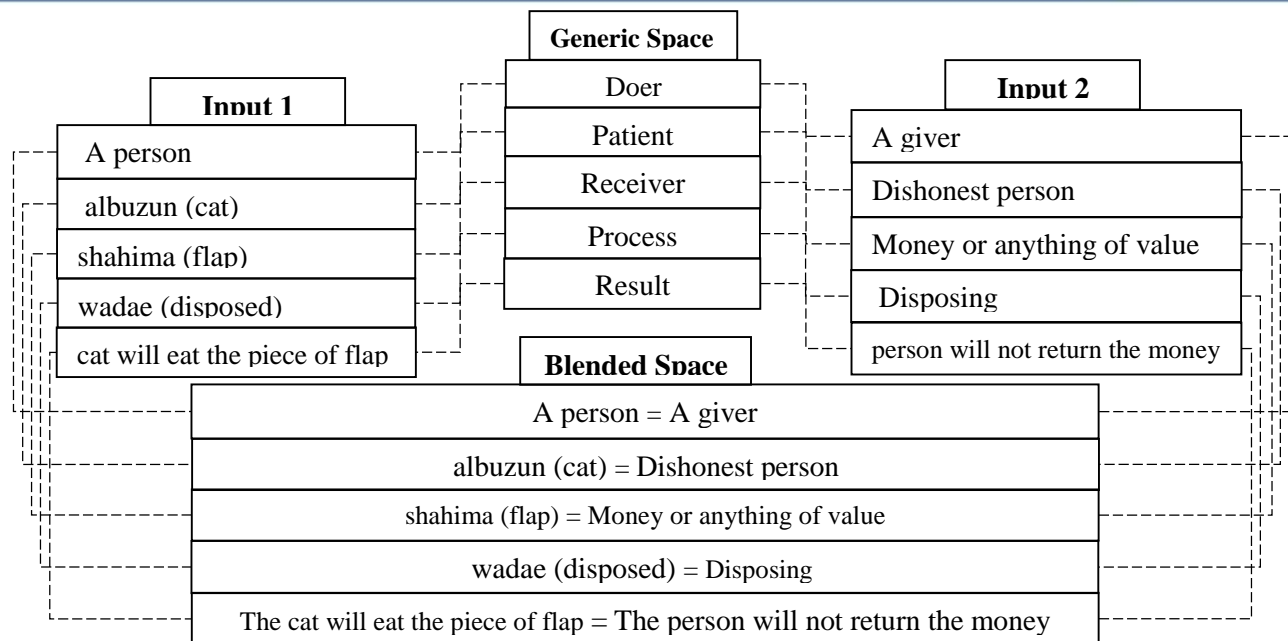 Generic Space
Doer
Patient
Receiver
Process
Result
Input 1
A person
albuzun (cat)
shahima (flap)
wadae (disposed)
cat will eat the piece of flap
Input 2
A giver
Dishonest person
Money or anything of value
Disposing
person will not return the money
Blended Space
A person = A giver
albuzun (cat) = Dishonest person
shahima (flap) = Money or anything of value
wadae (disposed) = Disposing
The cat will eat the piece of flap = The person will not return the money